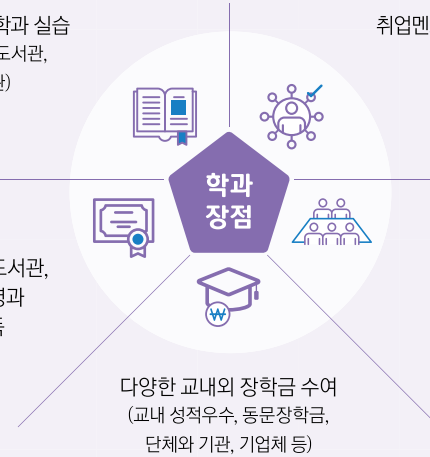 학과 실습
도서관,
취업멘
학과
장점
도서관,
다양한 교내외 장학금 수여
(교내 성적우수, 동문장학금,
단체와 기관, 기업체 등)